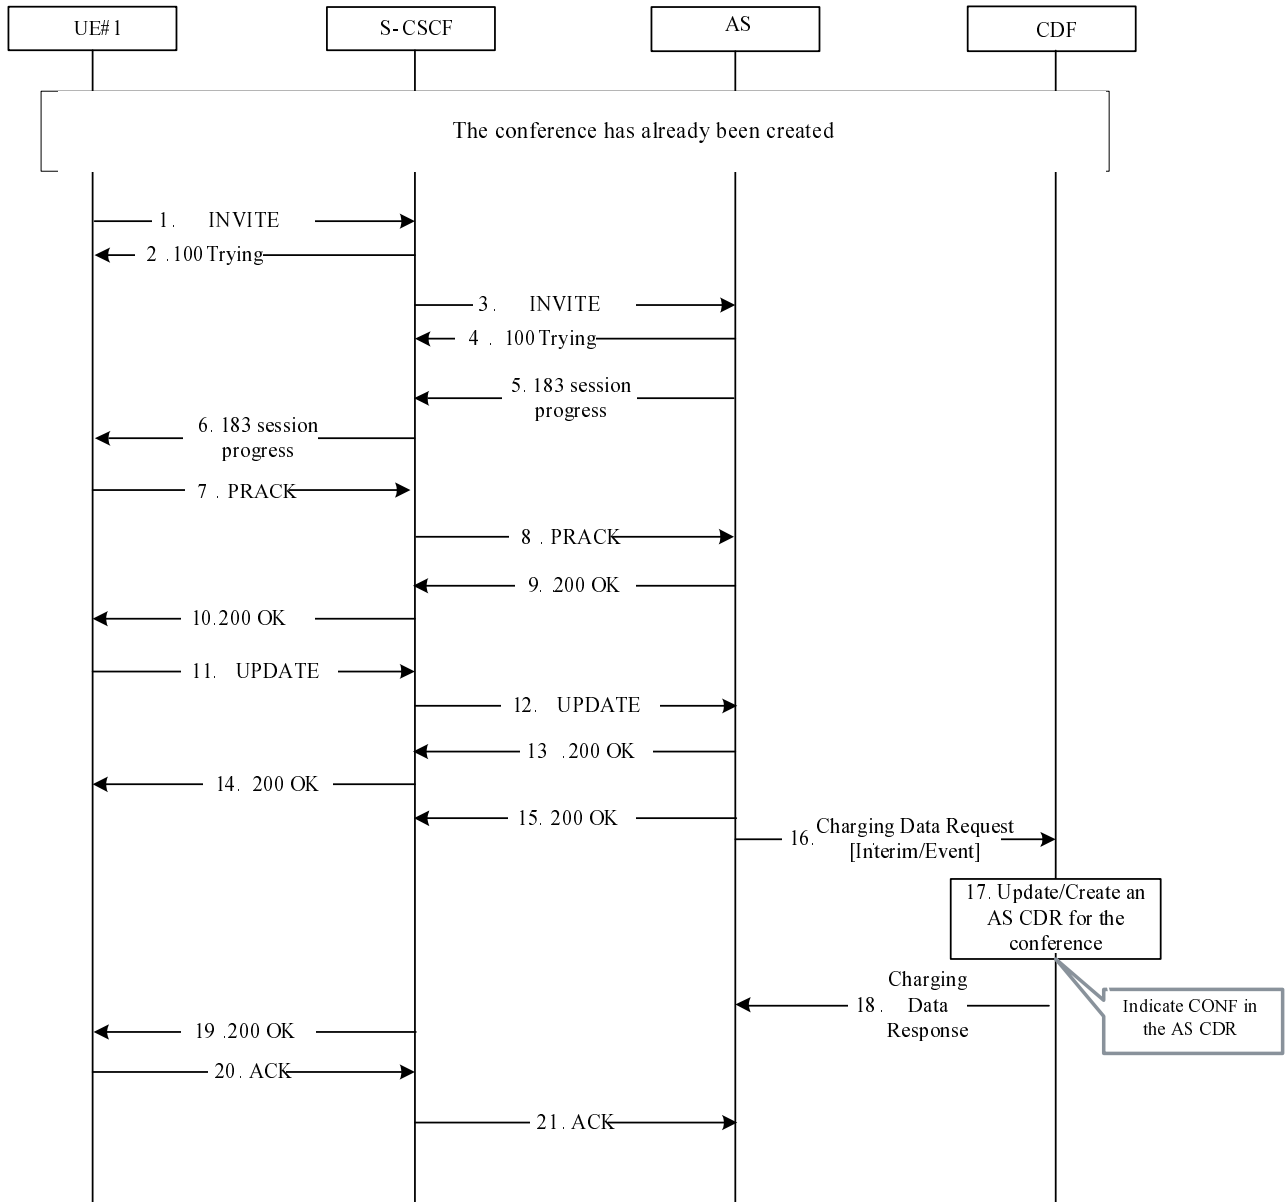 UE#1
S-CSCF
AS
CDF
The conference has already been created
1. INVITE
2 .100 Trying
3. INVITE
4 . 100 Trying
5. 183 session
progress
6. 183 session
progress
7 . PRACK
8 . PRACK
9. .200 OK
10.200 OK
11. UPDATE
12. UPDATE
13 .200 OK
14. .200 OK
15. 200 OK
16. Charging Data Request
[Interim/Event]
17. Update/Create an
AS CDR for the
conference
Charging
18. Data
Response
Indicate CONF in
the AS CDR
19 .200 OK
20. ACK
21. ACK